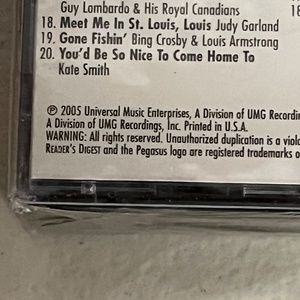 Guy Lombardo & His Royal Canadians 18
18. Meet Me In St. Louis, Louis Judy Garland
19. Gone Fishin' Bing Crosby & Louis Armstrong
20. You'd Be So Nice To Come Home To
Kate Smith
℗ 2005 Universal Music Enterprises, A Division of UMG Recor
A Division of UMG Recordings, Inc. Printed in U.S.A.
WARNING: All rights reserved. Unauthorized duplication is a viola
READER'S DIGEST and the Pegasus logo are registered trademarks o